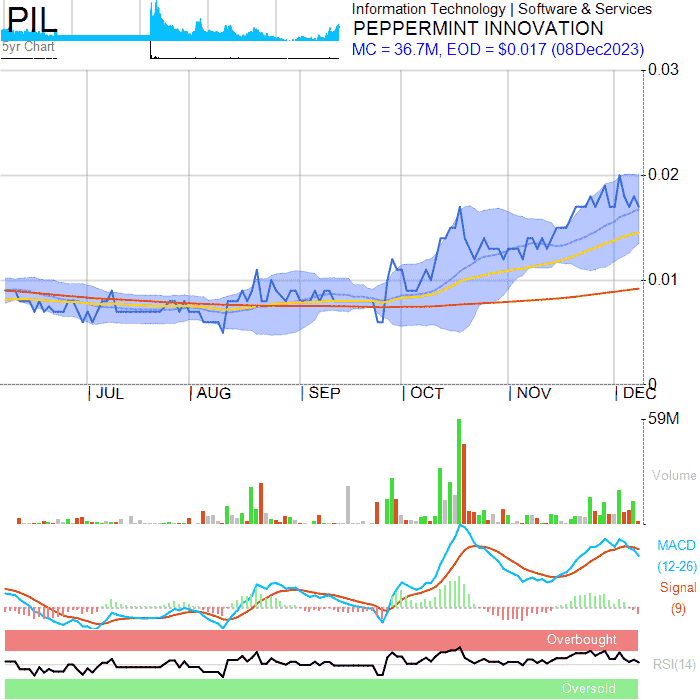 PIL
5yr Chart
Information Technology | Software & Services
PEPPERMINT INNOVATION
MC = 36.7M, EOD = $0.017 (08Dec2023)
0.03
0.02
0.01
0
JUL AUG SEP OCT NOV DEC
59M
Volume
MACD
(12-26)
Signal
(9)
Overbought
RSI(14)
Oversold